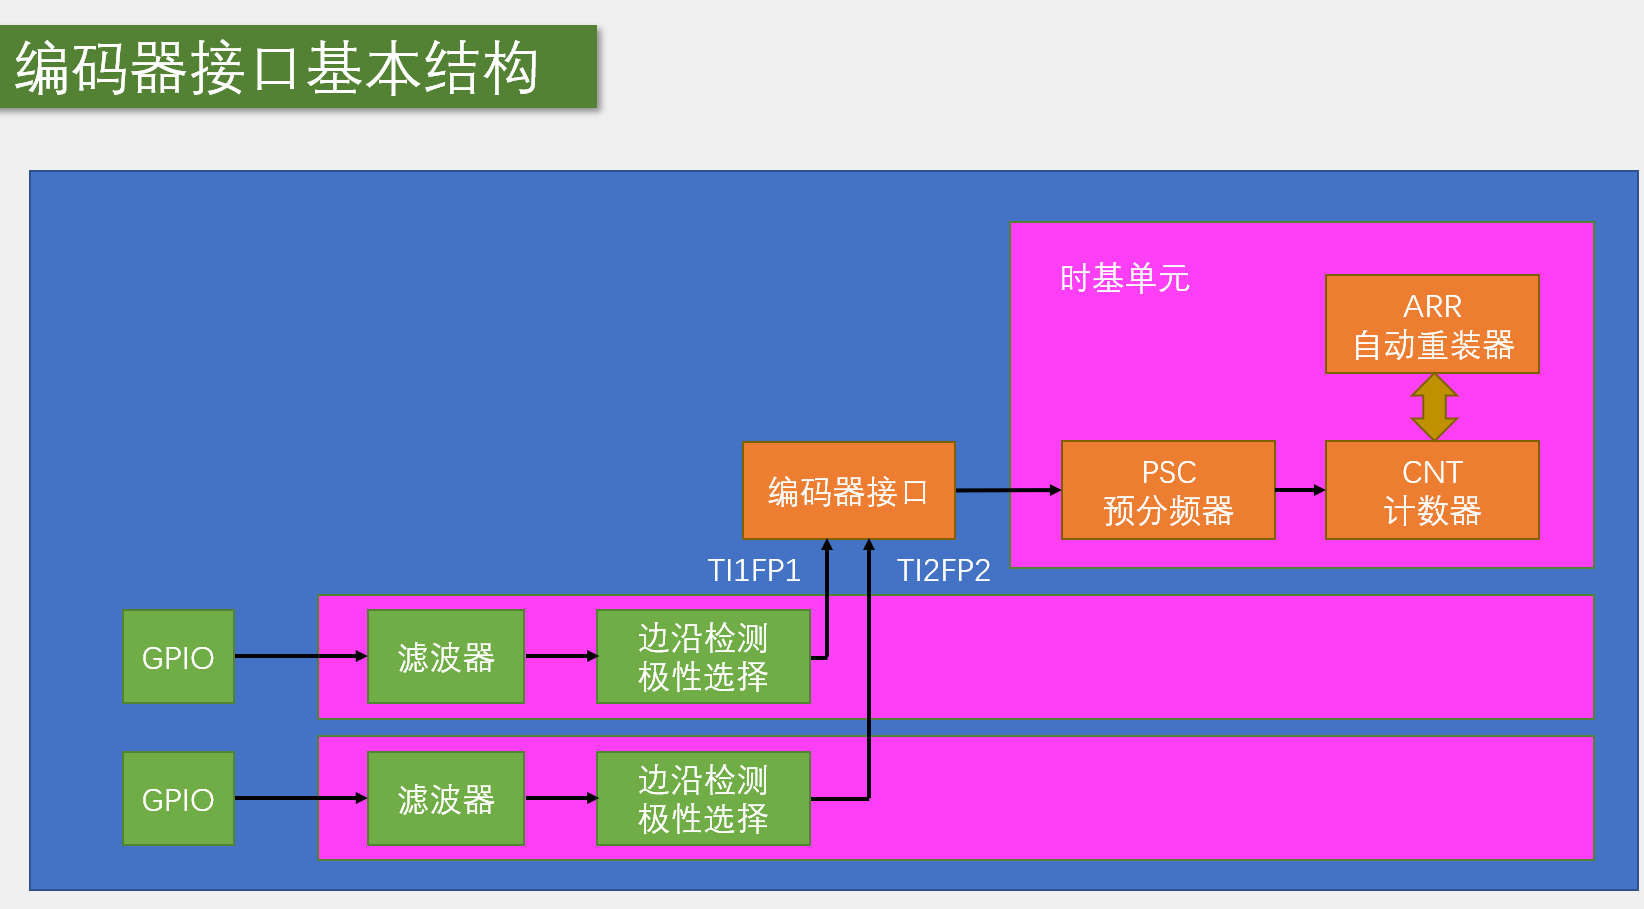 编码器接口基本结构
时基单元
ARR
自动重装器
编码器接口
PSC
预分频器
CNT
计数器
TI1FP1
TI2FP2
GPIO
滤波器
边沿检测
极性选择
GPIO
滤波器
边沿检测
极性选择